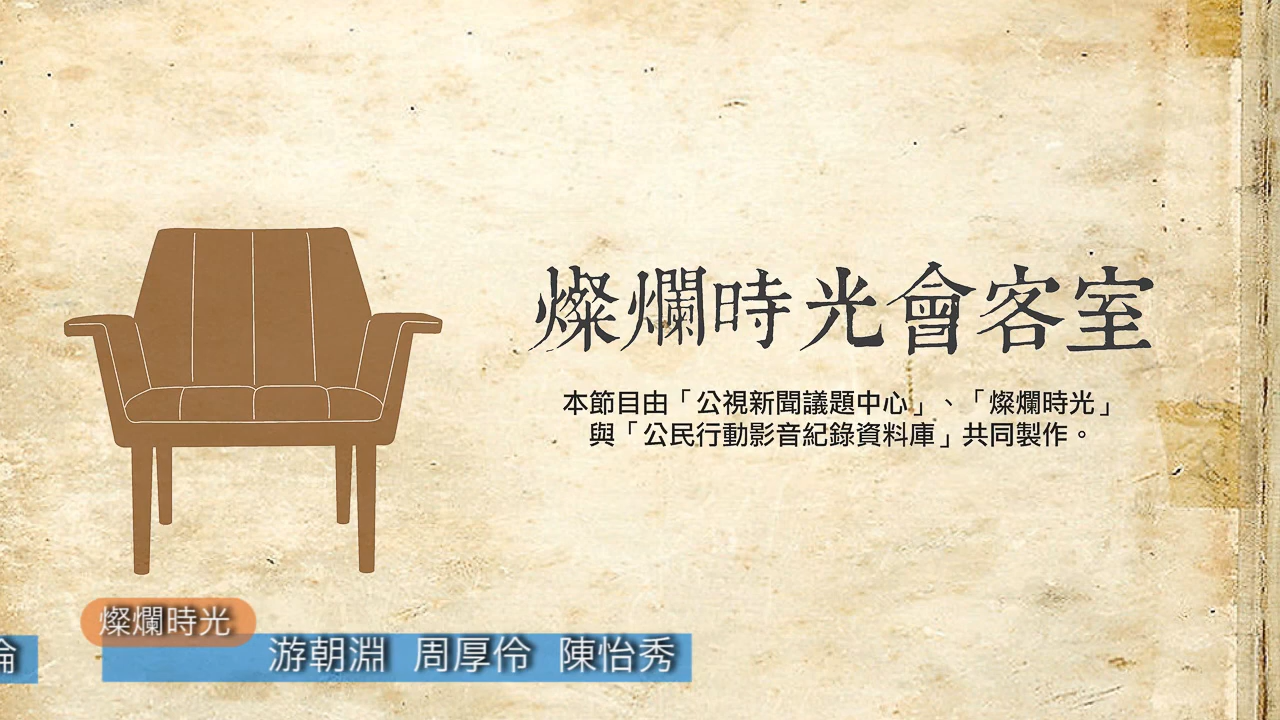 燦爛時光會客室
本節目由「公視新聞議題中心」、「燦爛時光」
與「公民行動影音紀錄資料庫」共同製作。
燦爛時光
游朝淵 周厚伶 陳怡秀